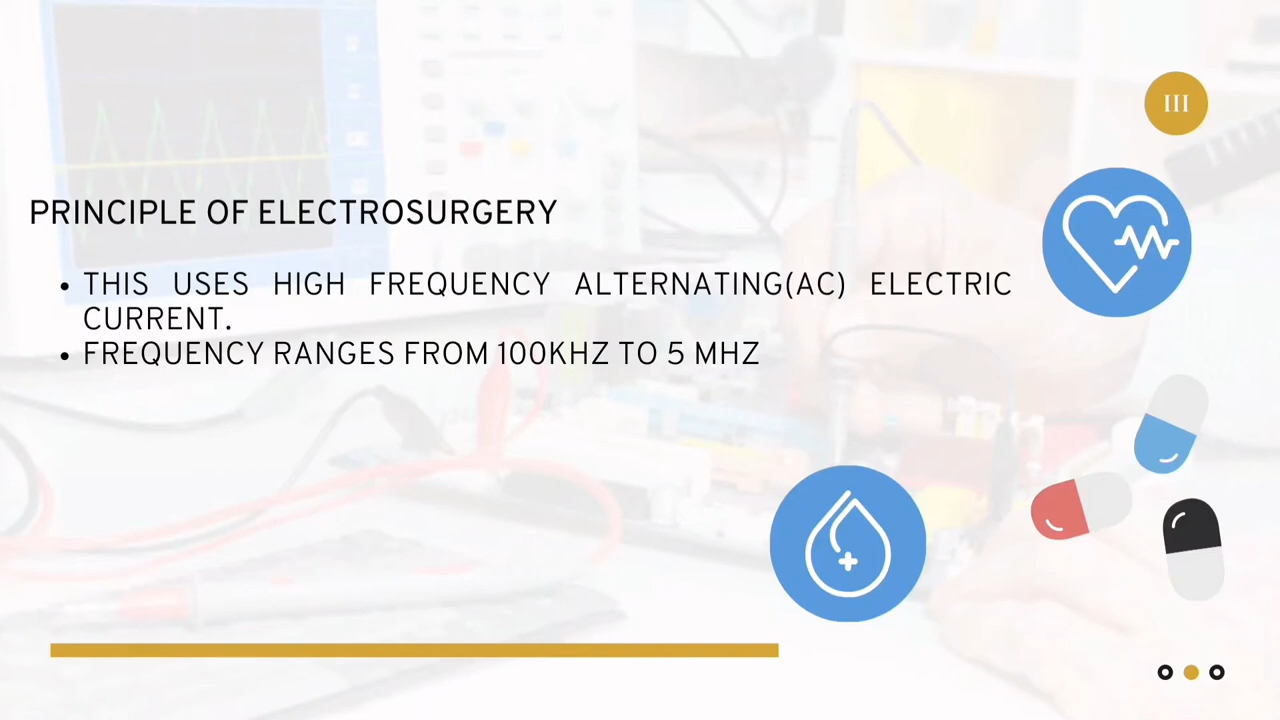 III
PRINCIPLE OF ELECTROSURGERY
• THIS USES HIGH FREQUENCY ALTERNATING(AC) ELECTRIC
CURRENT.
• FREQUENCY RANGES FROM 100KHZ TO 5 MHZ